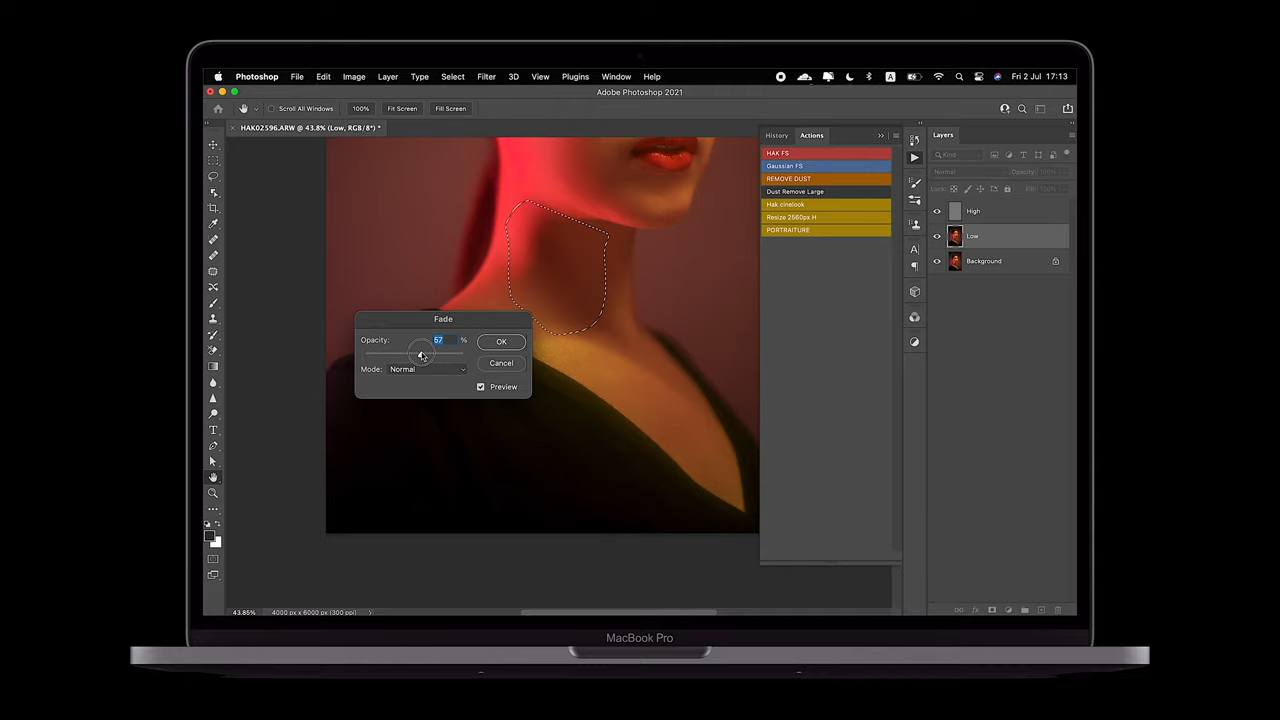 Photoshop File Edit Image Layer Type Select Filter 3D View Plugins Window Help A Fri 2 Jul 17:13
Adobe Photoshop 2021
Scroll All Windows 100% Fit Screen Fill Screen
HAK02596.ARW @ 43.8% (Low, RGB/8*) *
History Actions
HAK FS
Gaussian FS
REMOVE DUST
Dust Remove Large
Hak cinelook
Resize 2560px H
PORTRAITURE
Layers
Kind
Normal Opacity: 100%
Lock: Fill: 100%
High
Low
Background
Fade
Opacity: 57 %
OK
Cancel
Mode: Normal
Preview
43.85% 4000 px x 6000 px (300 ppi)
MacBook Pro